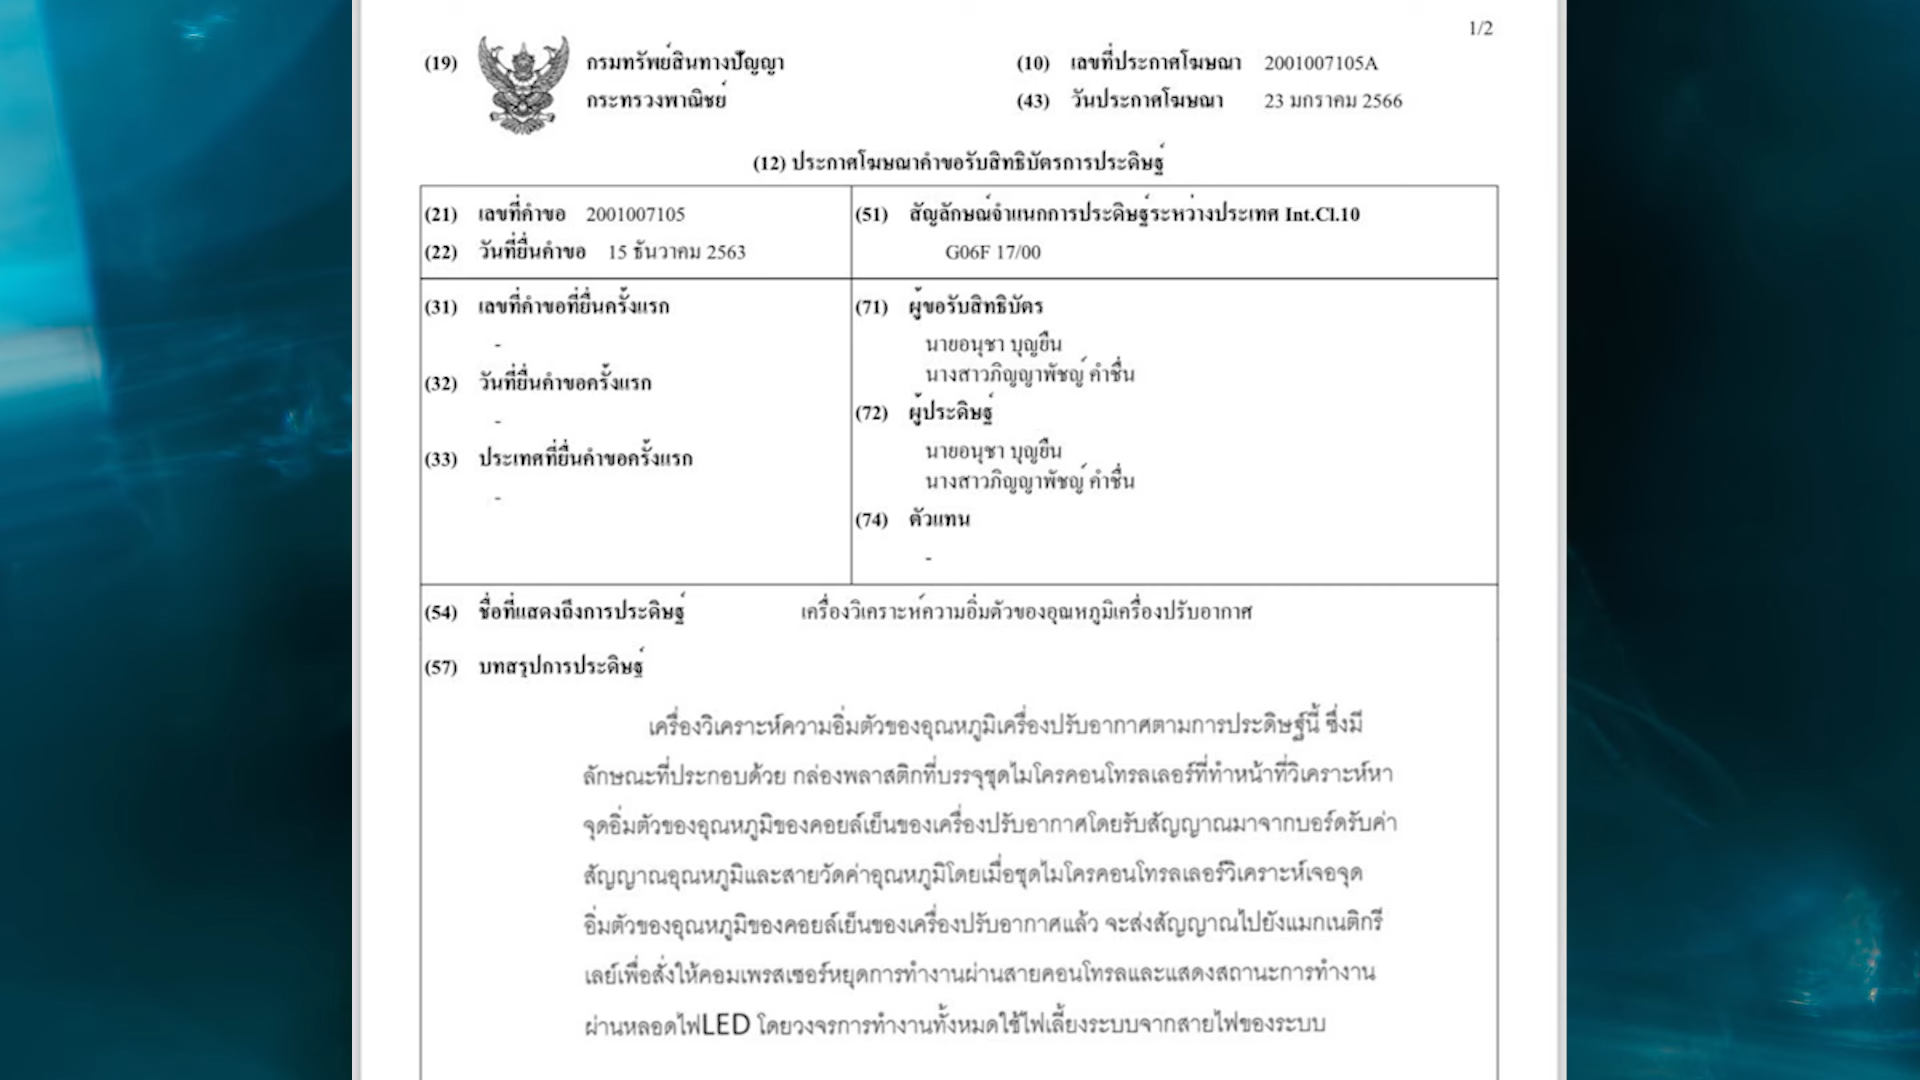 1/2
(19) กรมทรัพย์สินทางปัญญา
กระทรวงพาณิชย์
(10) เลขที่ประกาศโฆษณา 2001007105A
(43) วันประกาศโฆษณา 23 มกราคม 2566
(12) ประกาศโฆษณาคำขอรับสิทธิบัตรการประดิษฐ์
(21) เลขที่คำขอ 2001007105
(22) วันที่ยื่นคำขอ 15 ธันวาคม 2563
(51) สัญลักษณ์จำแนกการประดิษฐ์ระหว่างประเทศ Int.Cl.10
G06F 17/00
(31) เลขที่คำขอที่ยื่นครั้งแรก
-
(32) วันที่ยื่นคำขอครั้งแรก
-
(33) ประเทศที่ยื่นคำขอครั้งแรก
-
(71) ผู้ขอรับสิทธิบัตร
นายอนุชา บุญยืน
นางสาวภิญญาพัชญ์ คำชื่น
(72) ผู้ประดิษฐ์
นายอนุชา บุญยืน
นางสาวภิญญาพัชญ์ คำชื่น
(74) ตัวแทน
-
(54) ชื่อที่แสดงถึงการประดิษฐ์ เครื่องวิเคราะห์ความอิ่มตัวของอุณหภูมิเครื่องปรับอากาศ
(57) บทสรุปการประดิษฐ์
เครื่องวิเคราะห์ความอิ่มตัวของอุณหภูมิเครื่องปรับอากาศตามการประดิษฐ์นี้ ซึ่งมี
ลักษณะที่ประกอบด้วย กล่องพลาสติกที่บรรจุชุดไมโครคอนโทรลเลอร์ที่ทำหน้าที่วิเคราะห์หา
จุดอิ่มตัวของอุณหภูมิของคอยล์เย็นของเครื่องปรับอากาศโดยรับสัญญาณมาจากบอร์ดรับค่า
สัญญาณอุณหภูมิและสายวัดค่าอุณหภูมิโดยเมื่อชุดไมโครคอนโทรลเลอร์วิเคราะห์เจอจุด
อิ่มตัวของอุณหภูมิของคอยล์เย็นของเครื่องปรับอากาศแล้ว จะส่งสัญญาณไปยังแมกเนติกรี
เลย์เพื่อสั่งให้คอมเพรสเซอร์หยุดการทำงานผ่านสายคอนโทรลและแสดงสถานะการทำงาน
ผ่านหลอดไฟLED โดยวงจรการทำงานทั้งหมดใช้ไฟเลี้ยงระบบจากสายไฟของระบบ